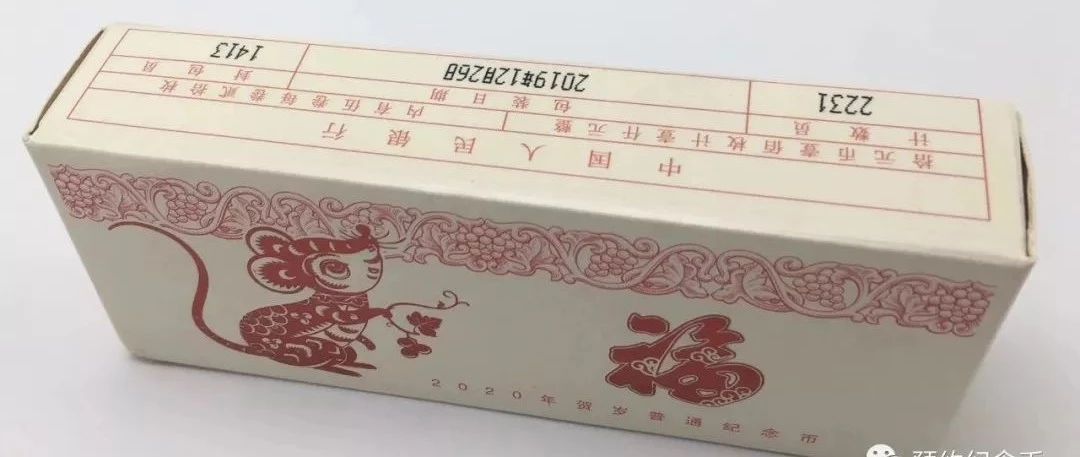 中国人民银行
拾元币壹佰枚计壹仟元整 内有伍卷每卷贰拾枚
计数员 包装日期 封包员
2231 2019年12月26日 1413
福
2020年贺岁普通纪念币